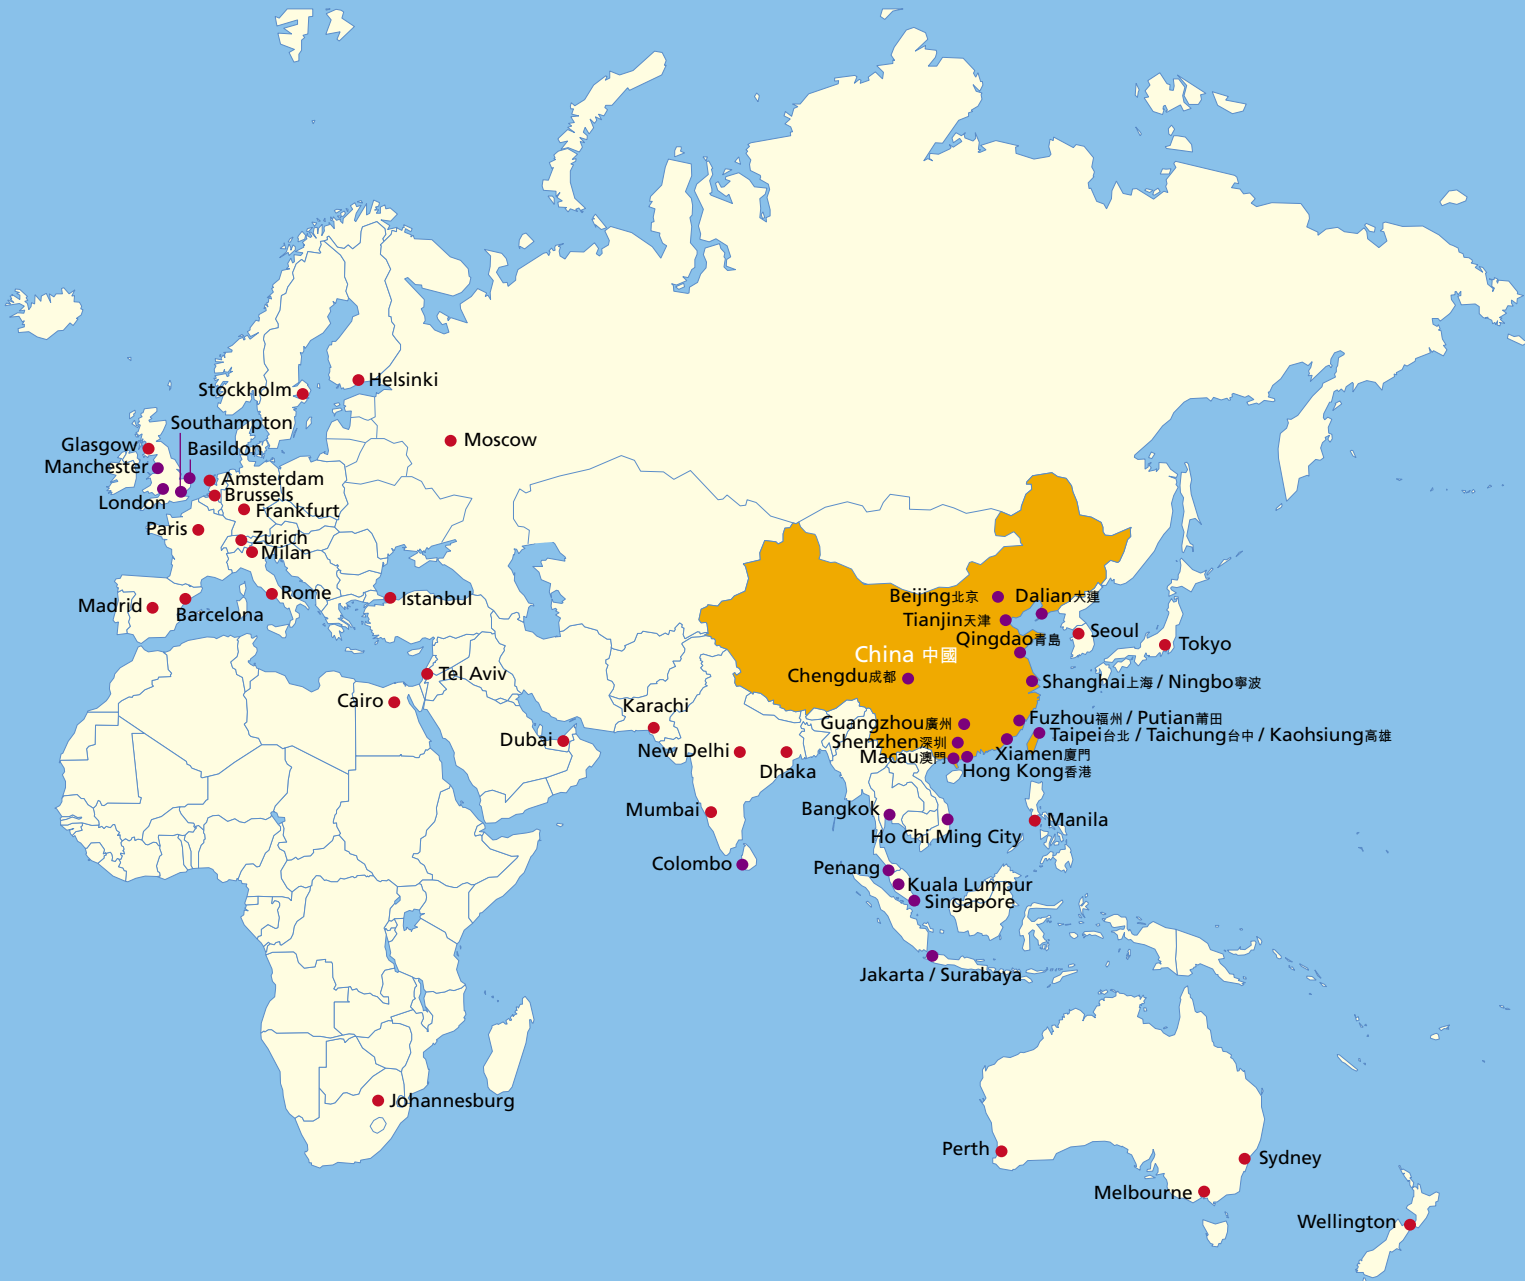 Stockholm
Helsinki
Southampton
Glasgow
Basildon
Moscow
Manchester
Amsterdam
Brussels
London
Frankfurt
Paris
Zurich
Milan
Rome
Istanbul
Madrid
Barcelona
Beijing北京
Dalian大連
Tianjin天津
Qingdao青島
Seoul
Tokyo
China 中國
Tel Aviv
Chengdu成都
Shanghai上海 / Ningbo寧波
Cairo
Karachi
Guangzhou廣州
Fuzhou福州 / Putian莆田
Dubai
Shenzhen深圳
Taipei台北 / Taichung台中 / Kaohsiung高雄
New Delhi
Macau澳門
Xiamen廈門
Dhaka
Hong Kong香港
Mumbai
Bangkok
Manila
Ho Chi Ming City
Colombo
Penang
Kuala Lumpur
Singapore
Jakarta / Surabaya
Johannesburg
Perth
Sydney
Melbourne
Wellington